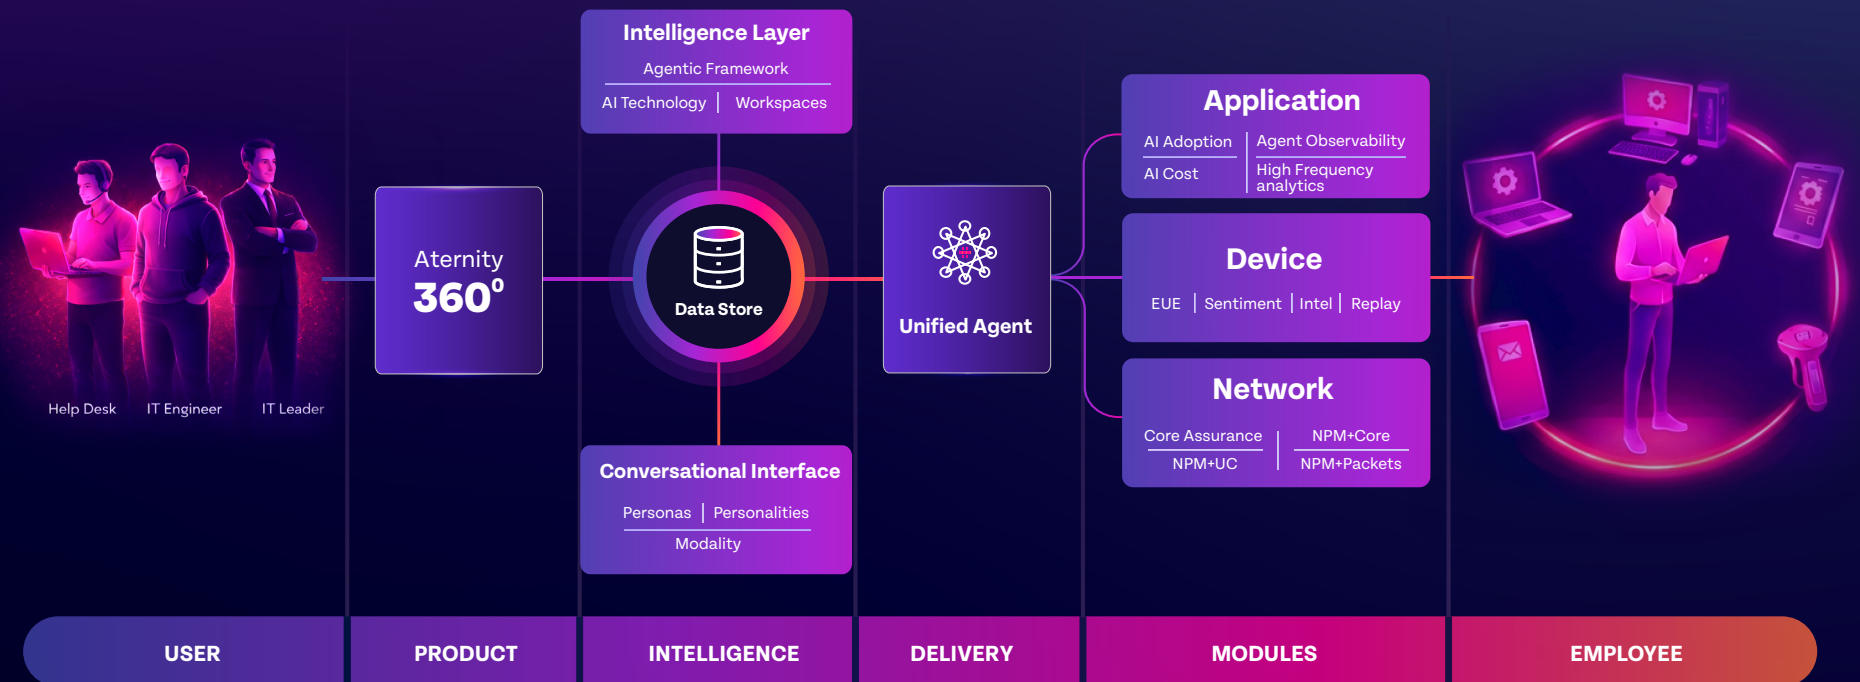 Help Desk
IT Engineer
IT Leader
Aternity
360⁰
Intelligence Layer
Agentic Framework
AI Technology | Workspaces
Data Store
Conversational Interface
Personas | Personalities
Modality
Unified Agent
Application
AI Adoption
AI Cost
Agent Observability
High Frequency
analytics
Device
EUE | Sentiment | Intel | Replay
Network
Core Assurance
NPM+UC
NPM+Core
NPM+Packets
USER
PRODUCT
INTELLIGENCE
DELIVERY
MODULES
EMPLOYEE